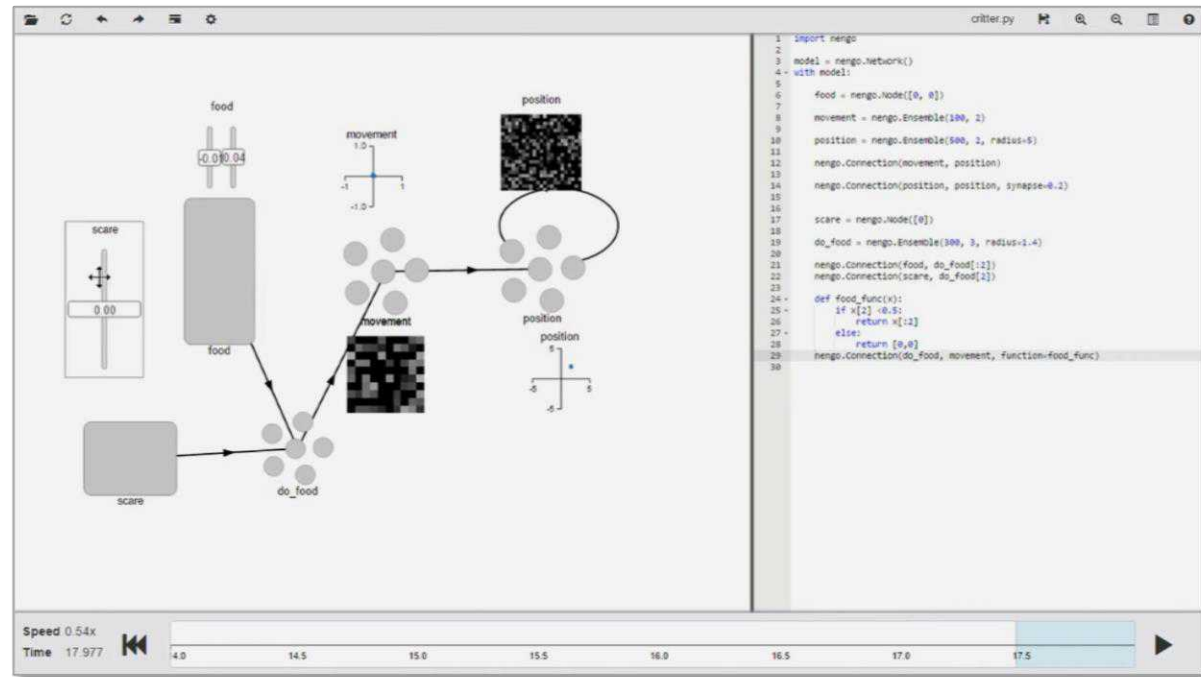 critter.py
food
-0.01
0.04
movement
1.0
-1
1
-1.0
position
scare
0.00
food
movement
position
position
5
-5
5
-5
do_food
scare
1 import nengo
2
3 model = nengo.Network()
4 with model:
5
6 food = nengo.Node([0, 0])
7
8 movement = nengo.Ensemble(100, 2)
9
10 position = nengo.Ensemble(500, 2, radius=5)
11
12 nengo.Connection(movement, position)
13
14 nengo.Connection(position, position, synapse=0.2)
15
16
17 scare = nengo.Node([0])
18
19 do_food = nengo.Ensemble(300, 3, radius=1.4)
20
21 nengo.Connection(food, do_food[:2])
22 nengo.Connection(scare, do_food[2])
23
24 def food_func(x):
25 if x[2] <0.5:
26 return x[:2]
27 else:
28 return [0,0]
29 nengo.Connection(do_food, movement, function=food_func)
30
Speed 0.54x
Time 17.977
4.0 14.5 15.0 15.5 16.0 16.5 17.0 17.5